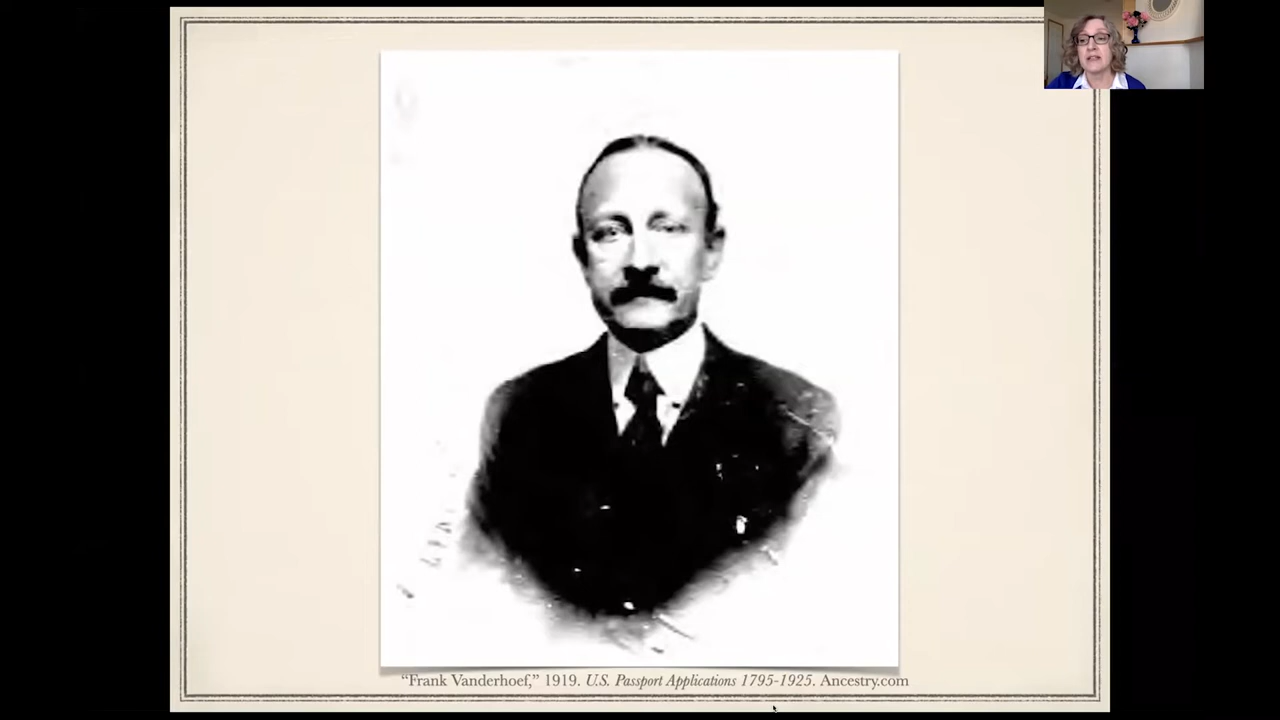 “Frank Vanderhoef,” 1919. U.S. Passport Applications 1795-1925. Ancestry.com